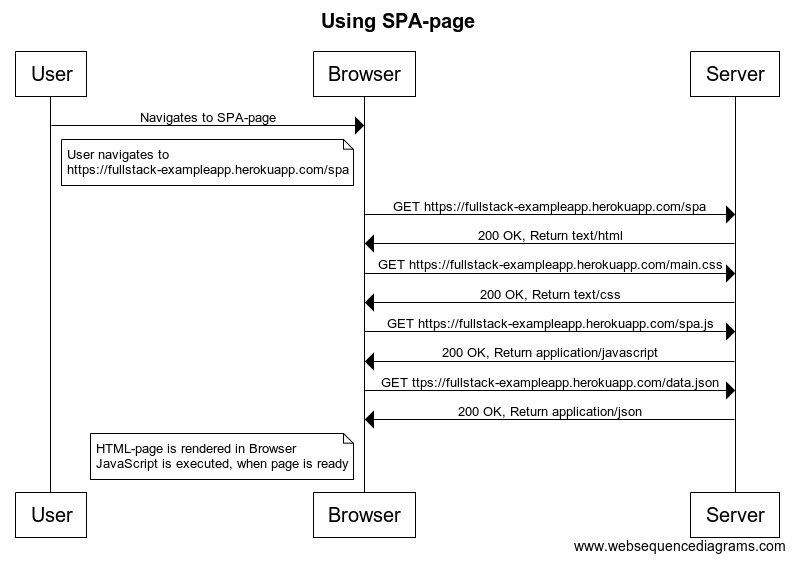 Using SPA-page
User
Browser
Server
Navigates to SPA-page
User navigates to
https://fullstack-exampleapp.herokuapp.com/spa
GET https://fullstack-exampleapp.herokuapp.com/spa
200 OK, Return text/html
GET https://fullstack-exampleapp.herokuapp.com/main.css
200 OK, Return text/css
GET https://fullstack-exampleapp.herokuapp.com/spa.js
200 OK, Return application/javascript
GET ttps://fullstack-exampleapp.herokuapp.com/data.json
200 OK, Return application/json
HTML-page is rendered in Browser
JavaScript is executed, when page is ready
User
Browser
Server
www.websequencediagrams.com